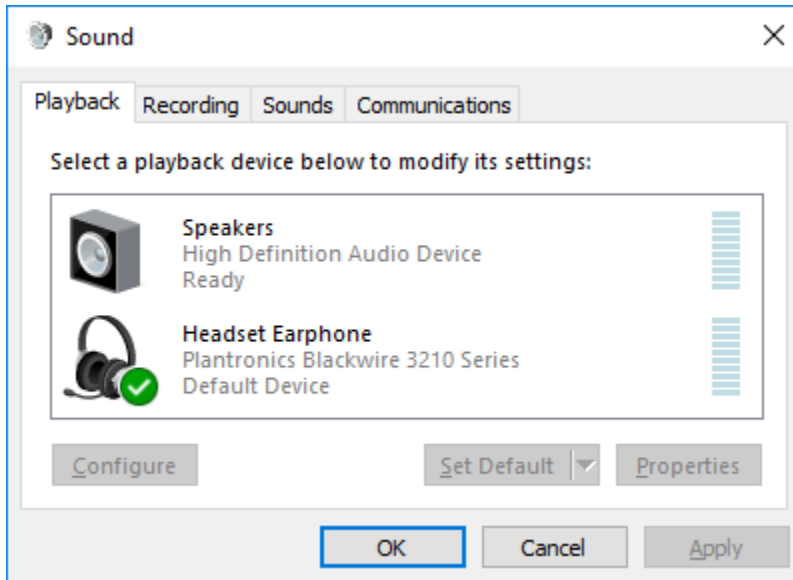 Sound
Playback Recording Sounds Communications
Select a playback device below to modify its settings:
Speakers
High Definition Audio Device
Ready
Headset Earphone
Plantronics Blackwire 3210 Series
Default Device
Configure Set Default Properties
OK Cancel Apply